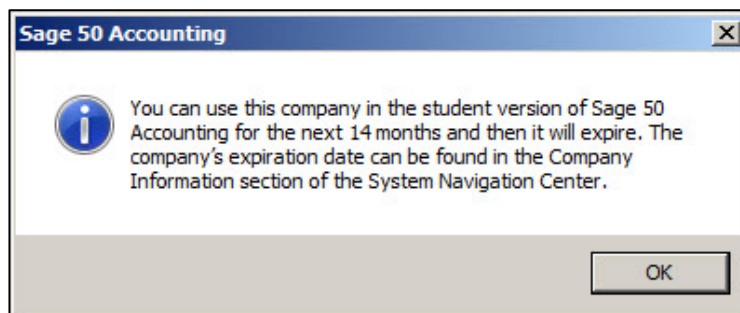 Sage 50 Accounting
You can use this company in the student version of Sage 50
Accounting for the next 14 months and then it will expire. The
company's expiration date can be found in the Company
Information section of the System Navigation Center.
OK